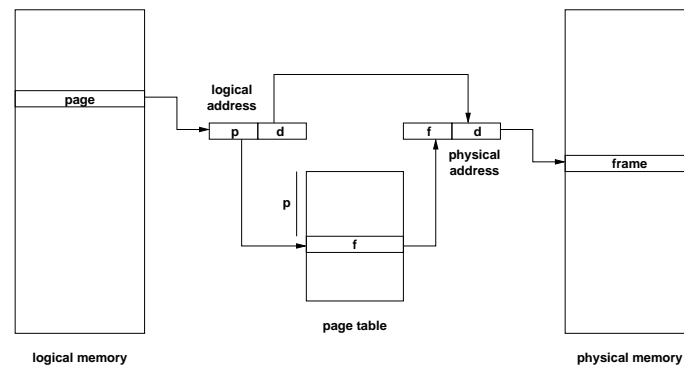 logical
address
page
p d
f d
physical
address
frame
p
f
page table
logical memory
physical memory